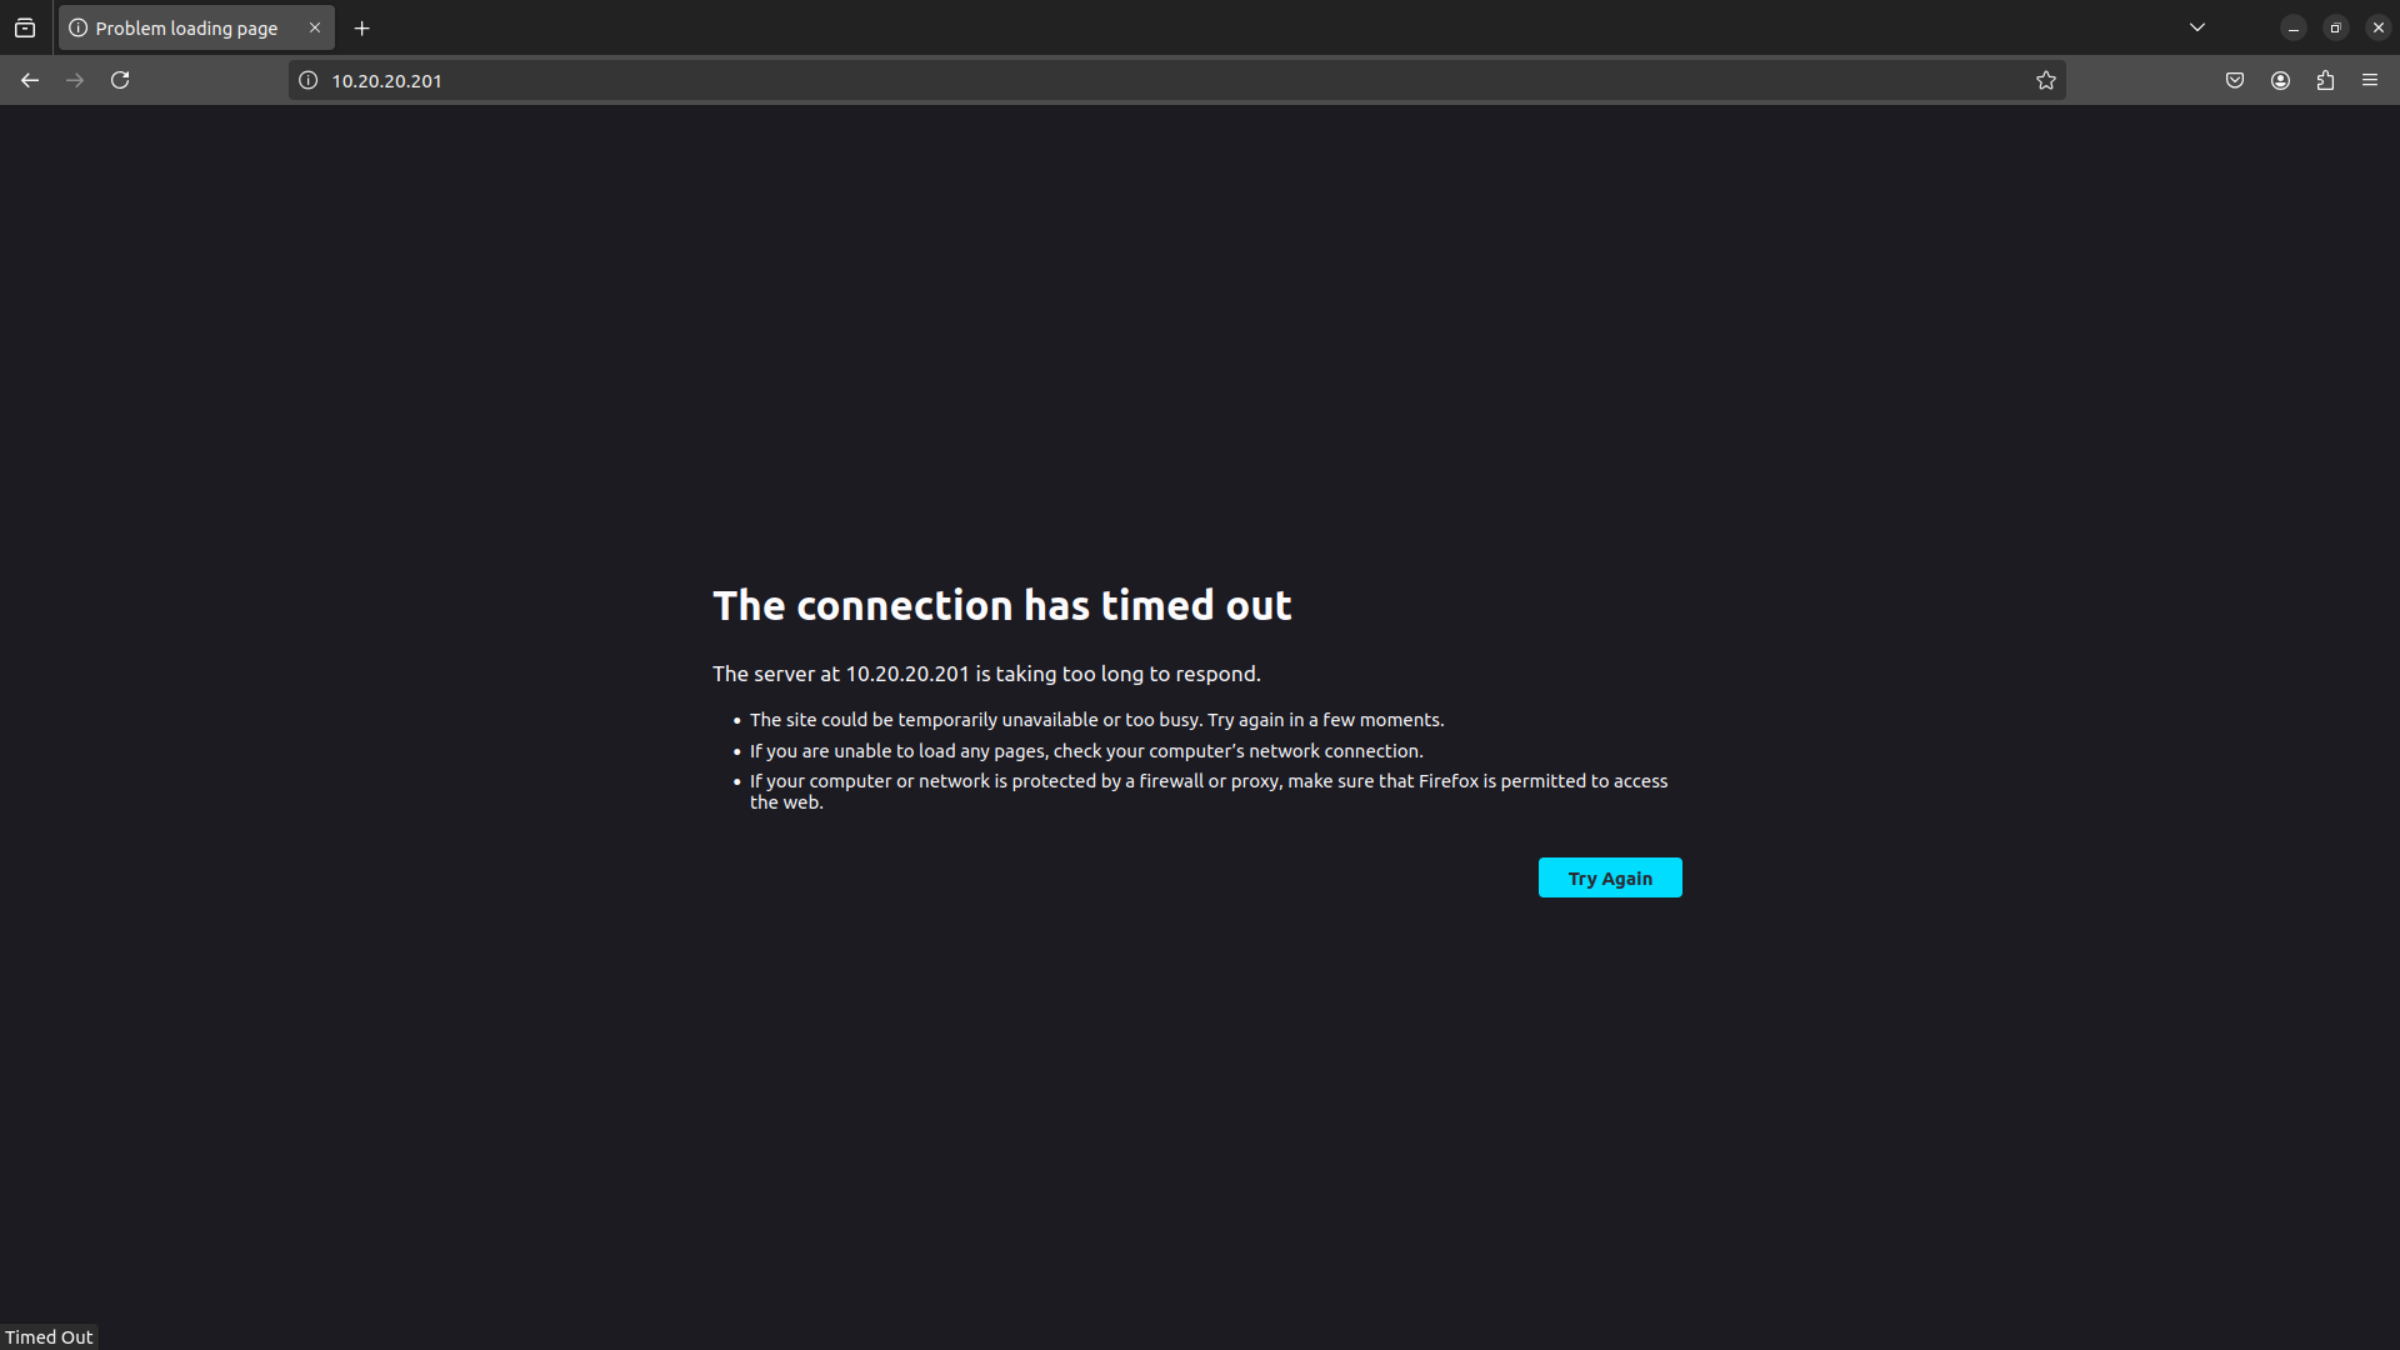 Problem loading page
10.20.20.201
The connection has timed out
The server at 10.20.20.201 is taking too long to respond.
• The site could be temporarily unavailable or too busy. Try again in a few moments.
• If you are unable to load any pages, check your computer’s network connection.
• If your computer or network is protected by a firewall or proxy, make sure that Firefox is permitted to access
the web.
Try Again
Timed Out